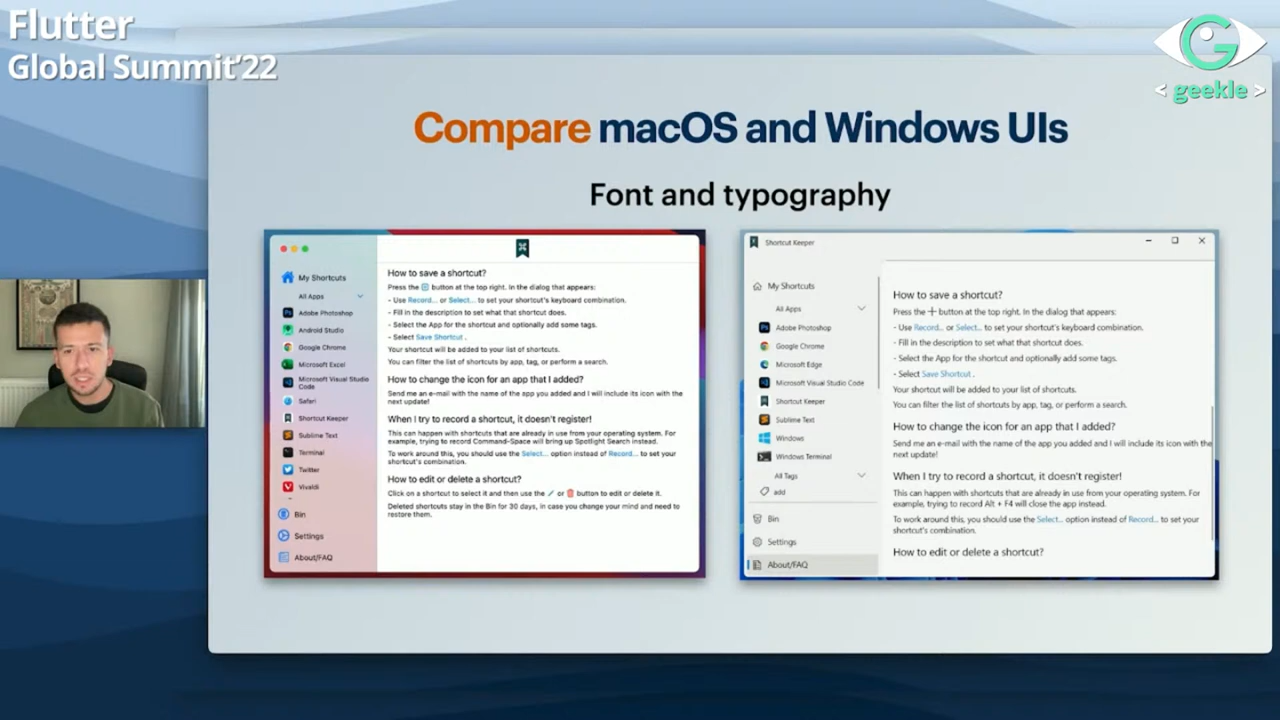 Flutter
Global Summit'22
G
< geekle >
Compare macOS and Windows UIs
Font and typography
My Shortcuts
All Apps
Adobe Photoshop
Android Studio
Google Chrome
Microsoft Excel
Microsoft Visual Studio
Code
Safari
Shortcut Keeper
Sublime Text
Terminal
Twitter
Vivaldi
Bin
Settings
About/FAQ
How to save a shortcut?
Press the button at the top right. In the dialog that appears:
- Use Record... or Select... to set your shortcut's keyboard combination.
- Fill in the description to set what that shortcut does.
- Select the App for the shortcut and optionally add some tags.
- Select Save Shortcut .
Your shortcut will be added to your list of shortcuts.
You can filter the list of shortcuts by app, tag, or perform a search.
How to change the icon for an app that I added?
Send me an e-mail with the name of the app you added and I will include its icon with the
next update!
When I try to record a shortcut, it doesn't register!
This can happen with shortcuts that are already in use from your operating system. For
example, trying to record Command-Space will bring up Spotlight Search instead.
To work around this, you should use the Select... option instead of Record... to set your
shortcut's combination.
How to edit or delete a shortcut?
Click on a shortcut to select it and then use the or button to edit or delete it.
Deleted shortcuts stay in the Bin for 30 days, in case you change your mind and need to
restore them.
Shortcut Keeper
My Shortcuts
All Apps
Adobe Photoshop
Google Chrome
Microsoft Edge
Microsoft Visual Studio Code
Shortcut Keeper
Sublime Text
Windows
Windows Terminal
All Tags
add
Bin
Settings
About/FAQ
How to save a shortcut?
Press the + button at the top right. In the dialog that appears:
- Use Record... or Select... to set your shortcut's keyboard combination.
- Fill in the description to set what that shortcut does.
- Select the App for the shortcut and optionally add some tags.
- Select Save Shortcut .
Your shortcut will be added to your list of shortcuts.
You can filter the list of shortcuts by app, tag, or perform a search.
How to change the icon for an app that I added?
Send me an e-mail with the name of the app you added and I will include its icon with the
next update!
When I try to record a shortcut, it doesn't register!
This can happen with shortcuts that are already in use from your operating system. For
example, trying to record Alt + F4 will close the app instead.
To work around this, you should use the Select... option instead of Record... to set your
shortcut's combination.
How to edit or delete a shortcut?